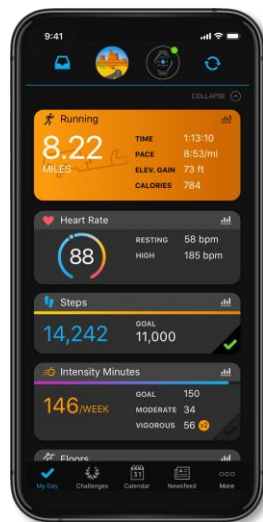 9:41
COLLAPSE
Running
8.22
MILES
TIME 1:13:10
PACE 8:53/mi
ELEV. GAIN 73 ft
CALORIES 784
Heart Rate
88
RESTING 58 bpm
HIGH 185 bpm
Steps
14,242
GOAL
11,000
Intensity Minutes
146/WEEK
GOAL 150
MODERATE 34
VIGOROUS 56 x2
Floors
31
My Day Challenges Calendar Newsfeed More